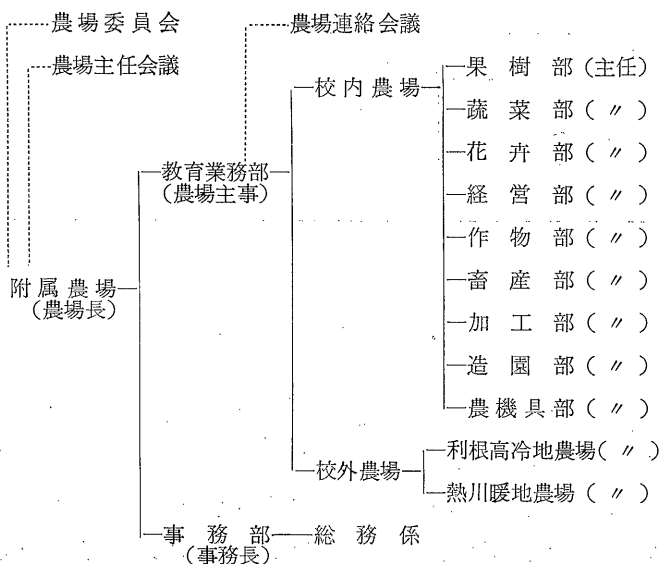 農場委員会
農場連絡会議
農場主任会議
校内農場
果樹部(主任)
蔬菜部(〃)
花卉部(〃)
経営部(〃)
作物部(〃)
畜産部(〃)
加工部(〃)
造園部(〃)
農機具部(〃)
教育業務部
(農場主事)
附属農場
(農場長)
校外農場
利根高冷地農場(〃)
熱川暖地農場(〃)
事務部
(事務長)
総務係